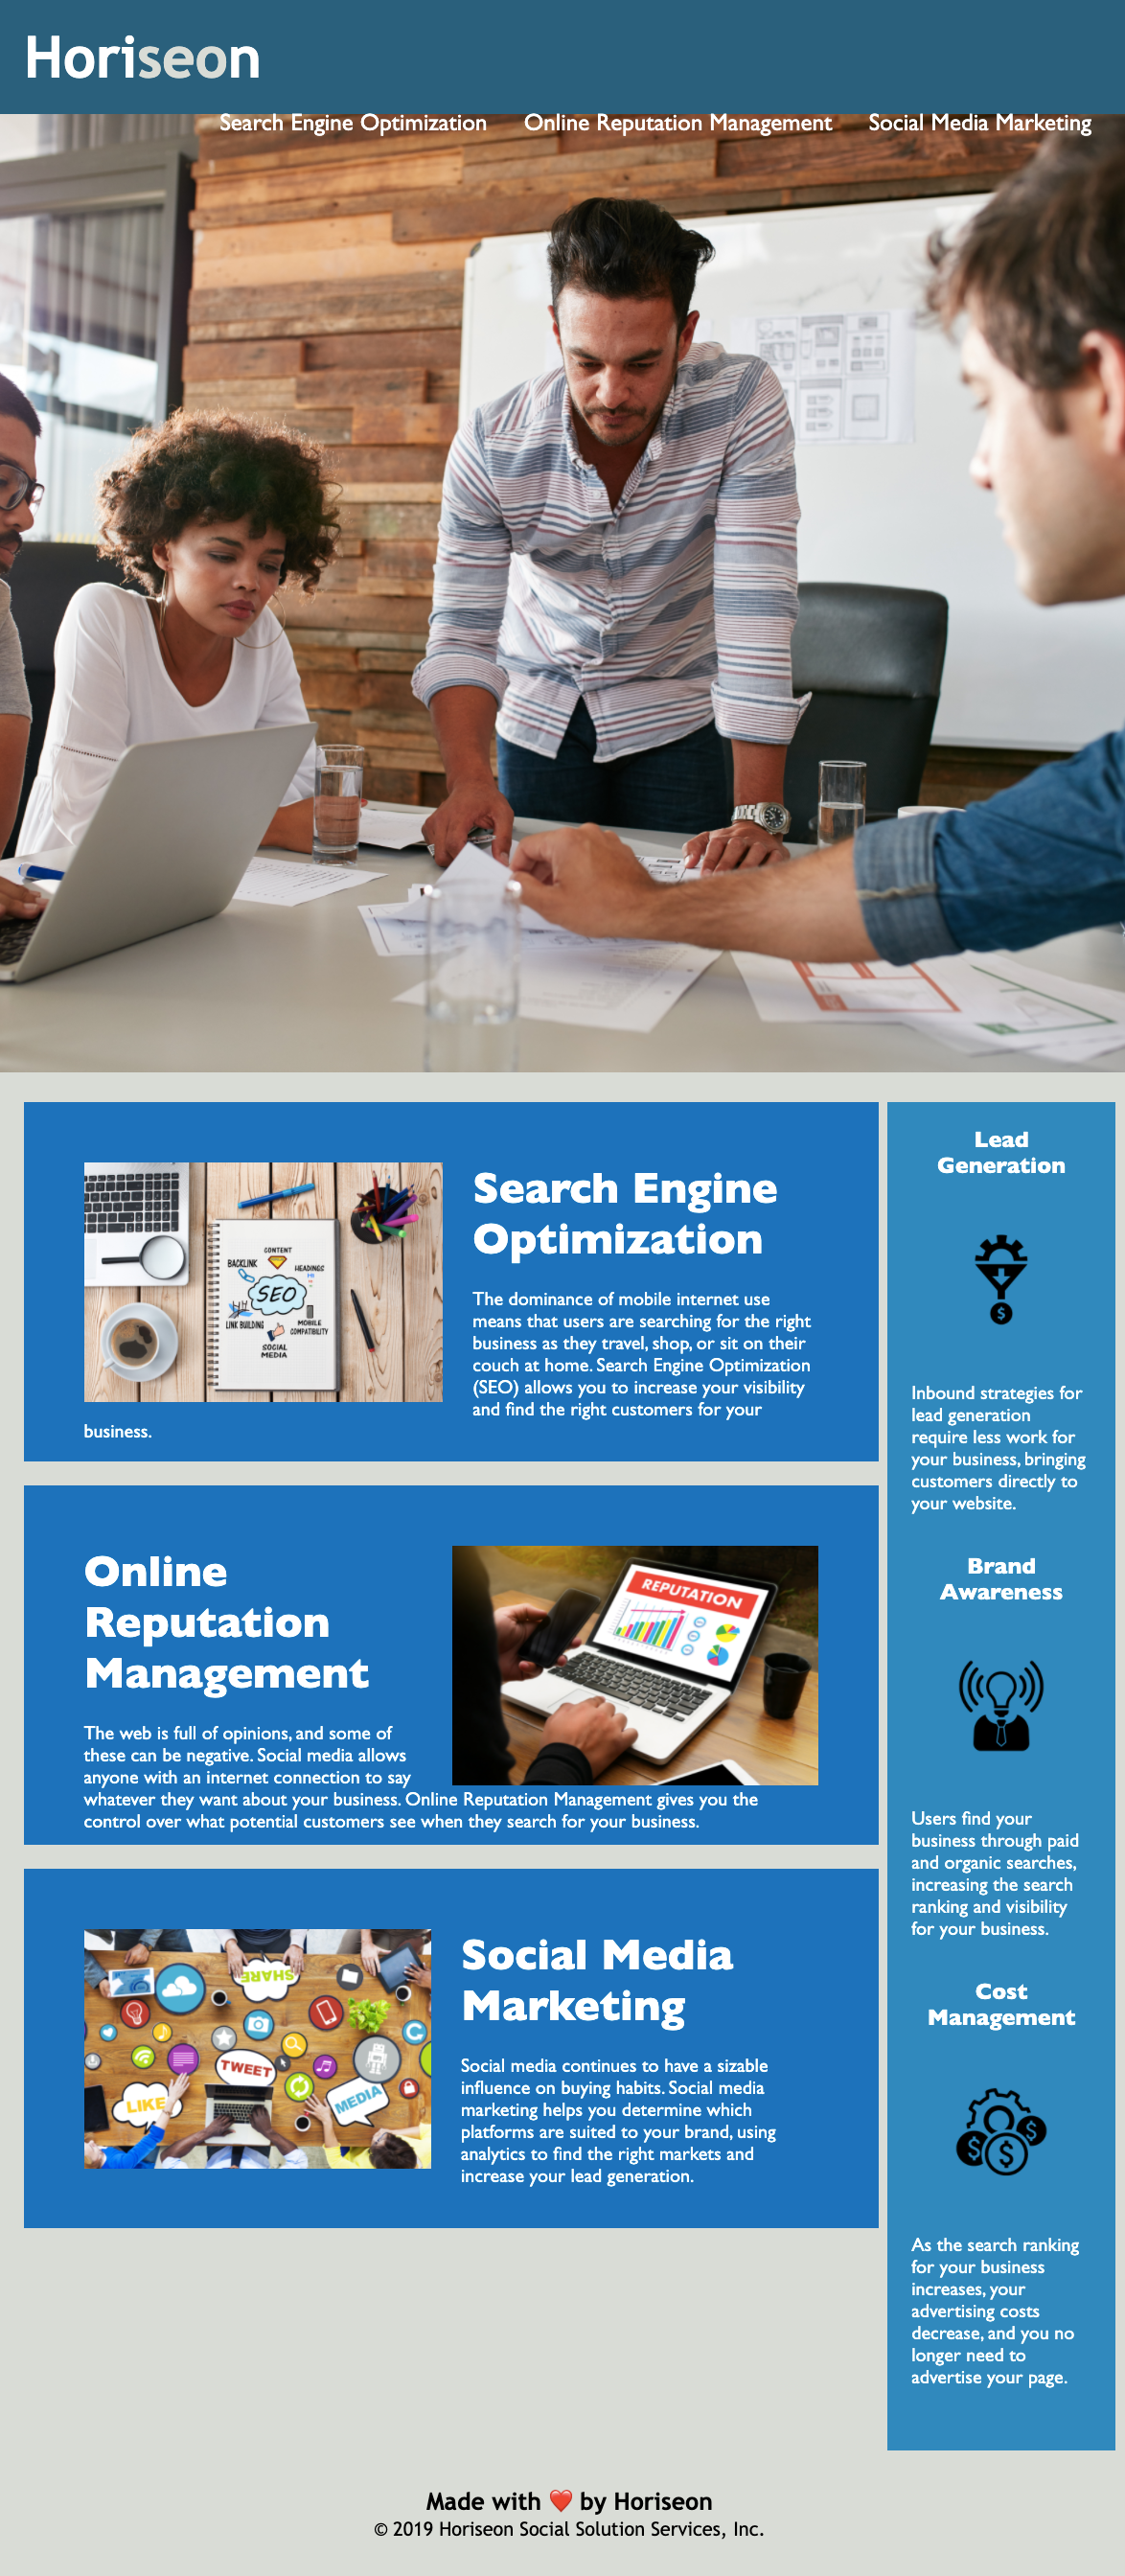 Horiseon
Search Engine Optimization Online Reputation Management Social Media Marketing
Search Engine
Optimization
CONTENT
BACKLINK
HEADINGS
SEO
LINK BUILDING
MOBILE
COMPATIBILITY
SOCIAL
MEDIA
The dominance of mobile internet use
means that users are searching for the right
business as they travel, shop, or sit on their
couch at home. Search Engine Optimization
(SEO) allows you to increase your visibility
and find the right customers for your
business.
Online
Reputation
Management
REPUTATION
The web is full of opinions, and some of
these can be negative. Social media allows
anyone with an internet connection to say
whatever they want about your business. Online Reputation Management gives you the
control over what potential customers see when they search for your business.
SHARE
TWEET
LIKE
MEDIA
Social Media
Marketing
Social media continues to have a sizable
influence on buying habits. Social media
marketing helps you determine which
platforms are suited to your brand, using
analytics to find the right markets and
increase your lead generation.
Lead
Generation
$
Inbound strategies for
lead generation
require less work for
your business, bringing
customers directly to
your website.
Brand
Awareness
Users find your
business through paid
and organic searches,
increasing the search
ranking and visibility
for your business.
Cost
Management
$ $ $
As the search ranking
for your business
increases, your
advertising costs
decrease, and you no
longer need to
advertise your page.
Made with ❤️ by Horiseon
© 2019 Horiseon Social Solution Services, Inc.